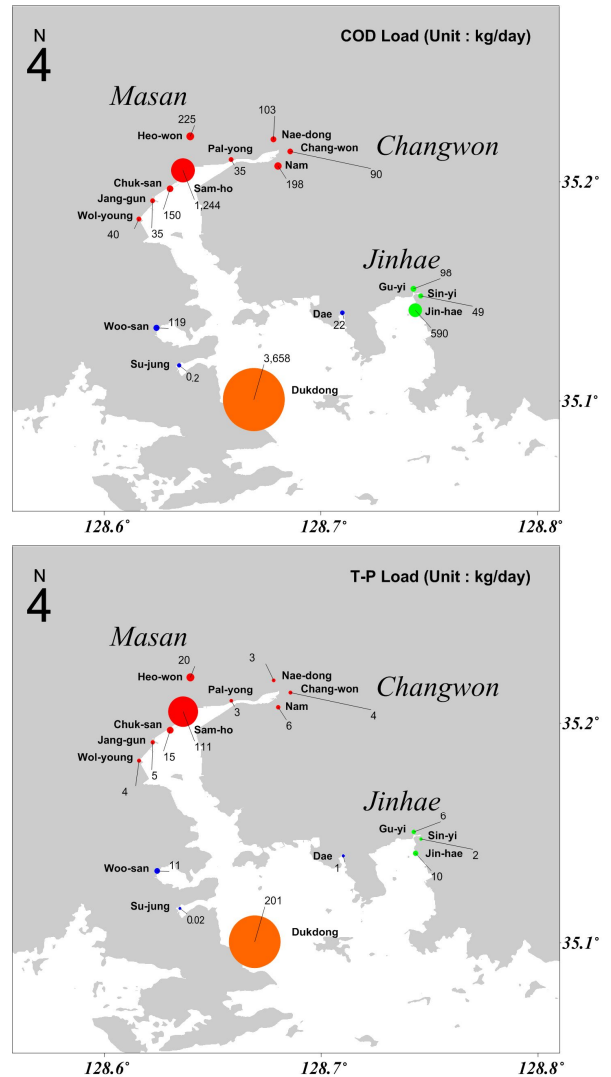 COD Load (Unit : kg/day)
N
4
Masan
225
103
Heo-won
Nae-dong
Changwon
Pal-yong
Chang-won
35
Nam
90
198
35.2°
Chuk-san
Sam-ho
Jang-gun
1,244
Wol-young
150
40
35
Jinhae
98
Gu-yi
Sin-yi
49
Dae
Jin-hae
22
590
Woo-san
119
Su-jung
0.2
3,658
Dukdong
35.1°
128.6°
128.7°
128.8°
T-P Load (Unit : kg/day)
N
4
Masan
20
3
Heo-won
Nae-dong
Changwon
Pal-yong
Chang-won
3
Nam
4
6
35.2°
Chuk-san
Sam-ho
Jang-gun
111
Wol-young
15
4
5
Jinhae
6
Gu-yi
Sin-yi
2
Dae
Jin-hae
1
10
Woo-san
11
Su-jung
0.02
201
Dukdong
35.1°
128.6°
128.7°
128.8°